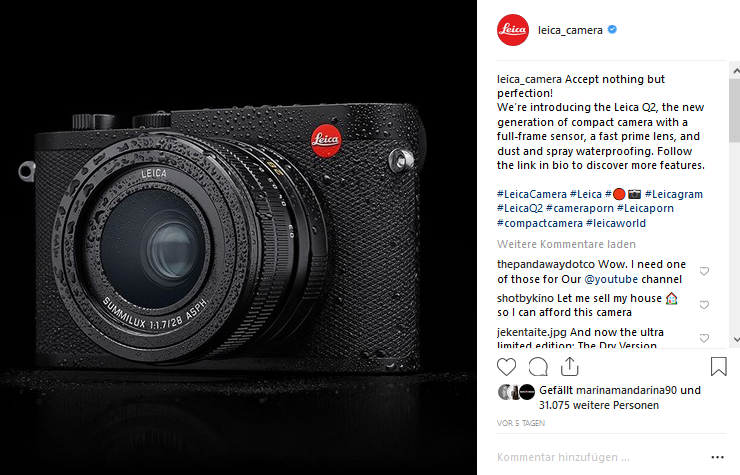 Leica
LEICA
SUMMILUX 1:1.7/28 ASPH.
Leica
leica_camera
leica_camera Accept nothing but
perfection!
We're introducing the Leica Q2, the new
generation of compact camera with a
full-frame sensor, a fast prime lens, and
dust and spray waterproofing. Follow
the link in bio to discover more features.
#LeicaCamera #Leica #🔴📷 #Leicagram
#LeicaQ2 #cameraporn #Leicaporn
#compactcamera #leicaworld
Weitere Kommentare laden
thepandawaydotco Wow. I need one
of those for Our @youtube channel
shotbykino Let me sell my house 🏠
so I can afford this camera
jekentaite.jpg And now the ultra
limited edition: The Dry Version
Gefällt marinamandarina90 und
31.075 weitere Personen
VOR 5 TAGEN
Kommentar hinzufügen ...